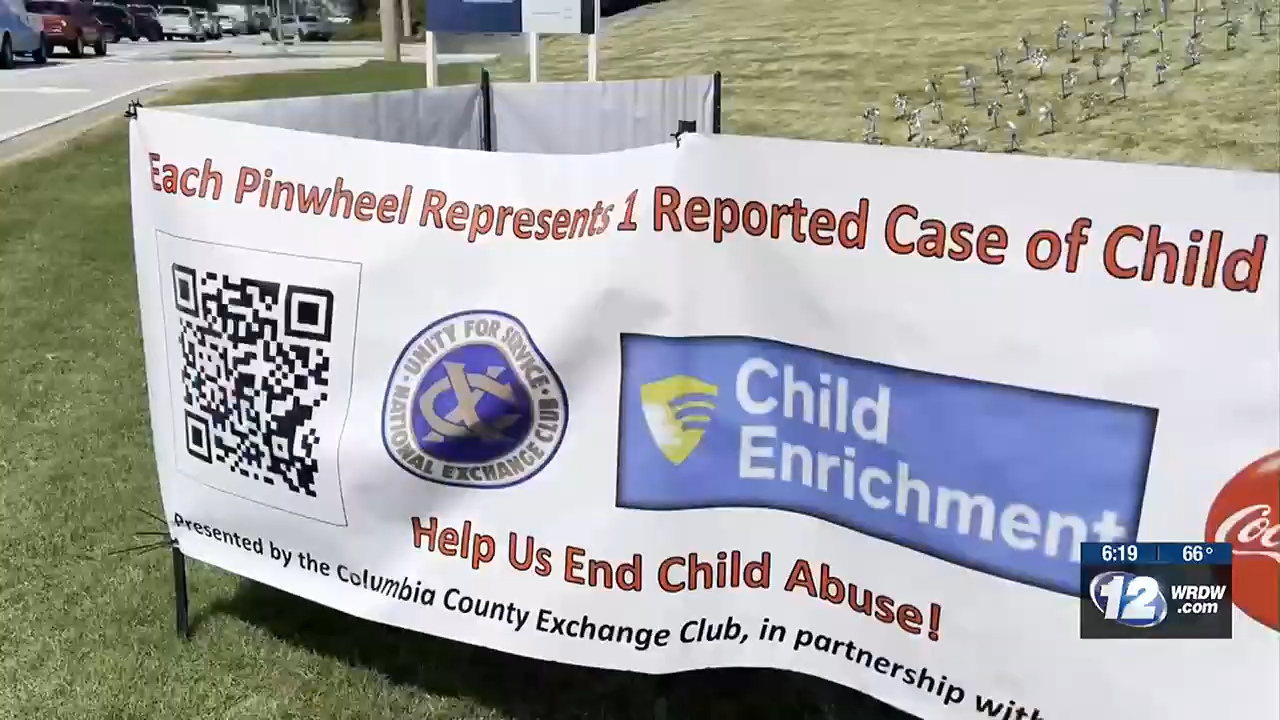 Each Pinwheel Represents 1 Reported Case of Child
UNITY FOR SERVICE
NATIONAL EXCHANGE CLUB
Child
Enrichment
Help Us End Child Abuse!
Presented by the Columbia County Exchange Club, in partnership with
6:19 66°
12 WRDW
.com